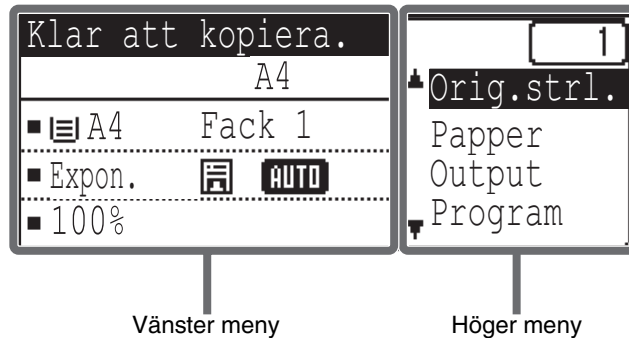 Klar att kopiera.
A4
A4 Fack 1
Expon. AUTO
100%
1
Orig.strl.
Papper
Output
Program
Vänster meny
Höger meny